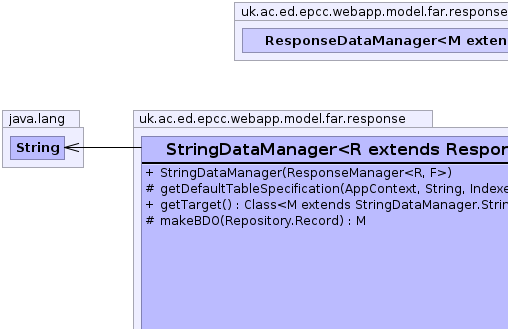 uk.ac.ed.epcc.webapp.model.far.response
ResponseDataManager<M exten
java.lang
String
uk.ac.ed.epcc.webapp.model.far.response
StringDataManager<R extends Respon
+ StringDataManager(ResponseManager<R, F>)
# getDefaultTableSpecification(AppContext, String, Indexe
+ getTarget() : Class<M extends StringDataManager.Strin
# makeBDO(Repository.Record) : M